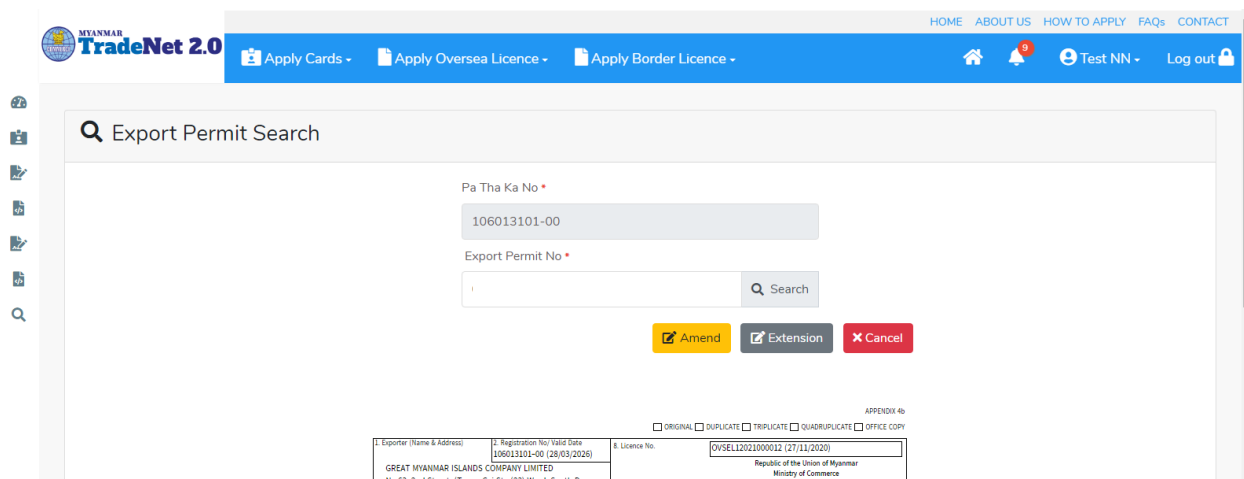 HOME ABOUT US HOW TO APPLY FAQs CONTACT
MYANMAR
TradeNet 2.0
Apply Cards
Apply Oversea Licence
Apply Border Licence
9
Test NN
Log out
Export Permit Search
Pa Tha Ka No *
106013101-00
Export Permit No *
Search
Amend
Extension
Cancel
APPENDIX 4b
ORIGINAL DUPLICATE TRIPLICATE QUADRUPLICATE OFFICE COPY
1. Exporter (Name & Address)
2. Registration No/ Valid Date
106013101-00 (28/03/2026)
8. Licence No.
OVSEL12021000012 (27/11/2020)
GREAT MYANMAR ISLANDS COMPANY LIMITED
Republic of the Union of Myanmar
Ministry of Commerce